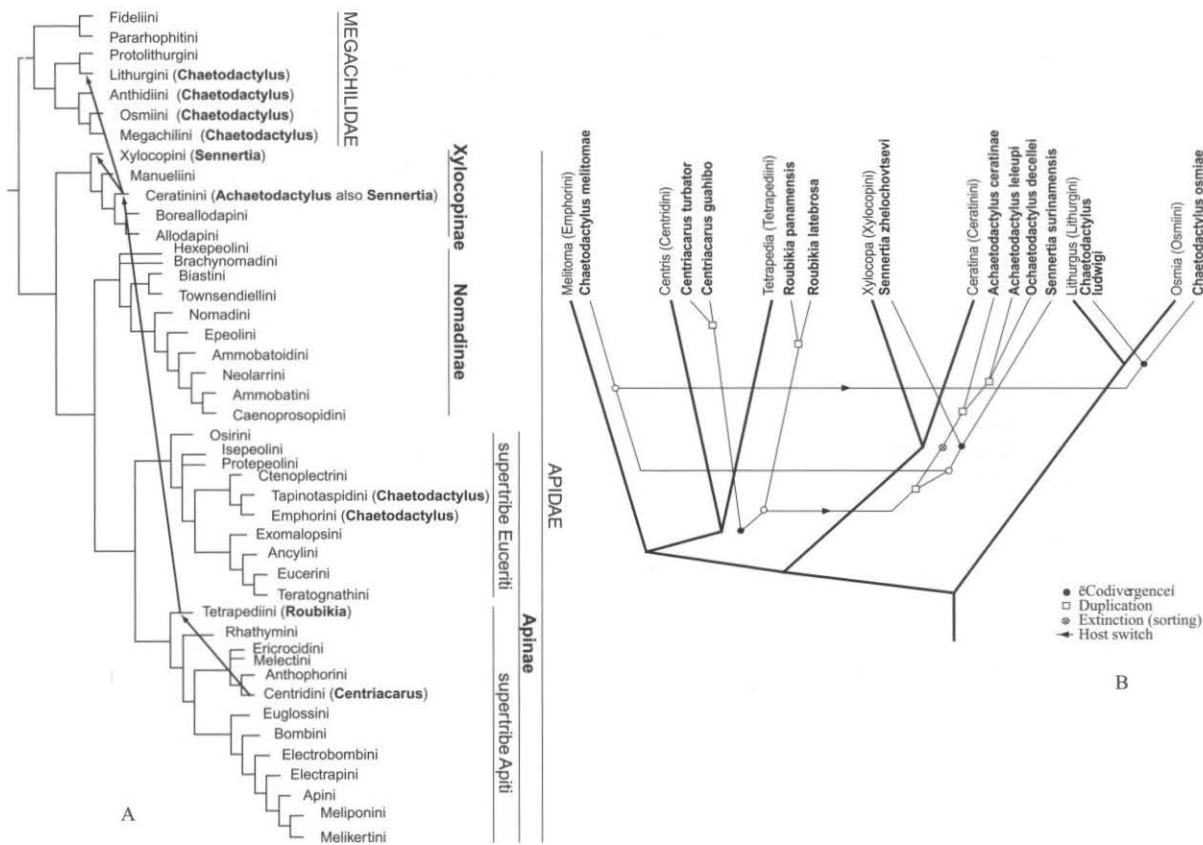 Fideliini
Pararhophitini
Protolithurgini
Lithurgini (Chaetodactylus)
Anthidiini (Chaetodactylus)
Osmiini (Chaetodactylus)
Megachilini (Chaetodactylus)
Xylocopini (Sennertia)
Manueliini
Ceratinini (Achaetodactylus also Sennertia)
Boreallodapini
Allodapini
Hexepeolini
Brachynomadini
Biastini
Townsendiellini
Nomadini
Epeolini
Ammobatoidini
Neolarrini
Ammobatini
Caenoprosopidini
Osirini
Isepeolini
Protepeolini
Ctenoplectrini
Tapinotaspidini (Chaetodactylus)
Emphorini (Chaetodactylus)
Exomalopsini
Ancylini
Eucerini
Teratognathini
Tetrapediini (Roubikia)
Rhathymini
Ericrocidini
Melectini
Anthophorini
Centridini (Centriacarus)
Euglossini
Bombini
Electrobombini
Electrapini
Apini
Meliponini
Melikertini
MEGACHILIDAE
Xylocopinae
Nomadinae
supertribe Euceriti
supertribe Apiti
Apinae
APIDAE
A
Melitoma (Emphorini)
Chaetodactylus melitomae
Centris (Centridini)
Centriacarus turbator
Centriacarus guahibo
Tetrapedia (Tetrapediini)
Roubikia panamensis
Roubikia latebrosa
Xylocopa (Xylocopini)
Sennertia zhelochovtsevi
Ceratina (Ceratinini)
Achaetodactylus ceratinae
Achaetodactylus leleupi
Ochaetodactylus decellei
Sennertia surinamensis
Lithurgus (Lithurgini)
Chaetodactylus
ludwigi
Osmia (Osmiini)
Chaetodactylus osmiae
ëCodivergenceí
Duplication
Extinction (sorting)
Host switch
B